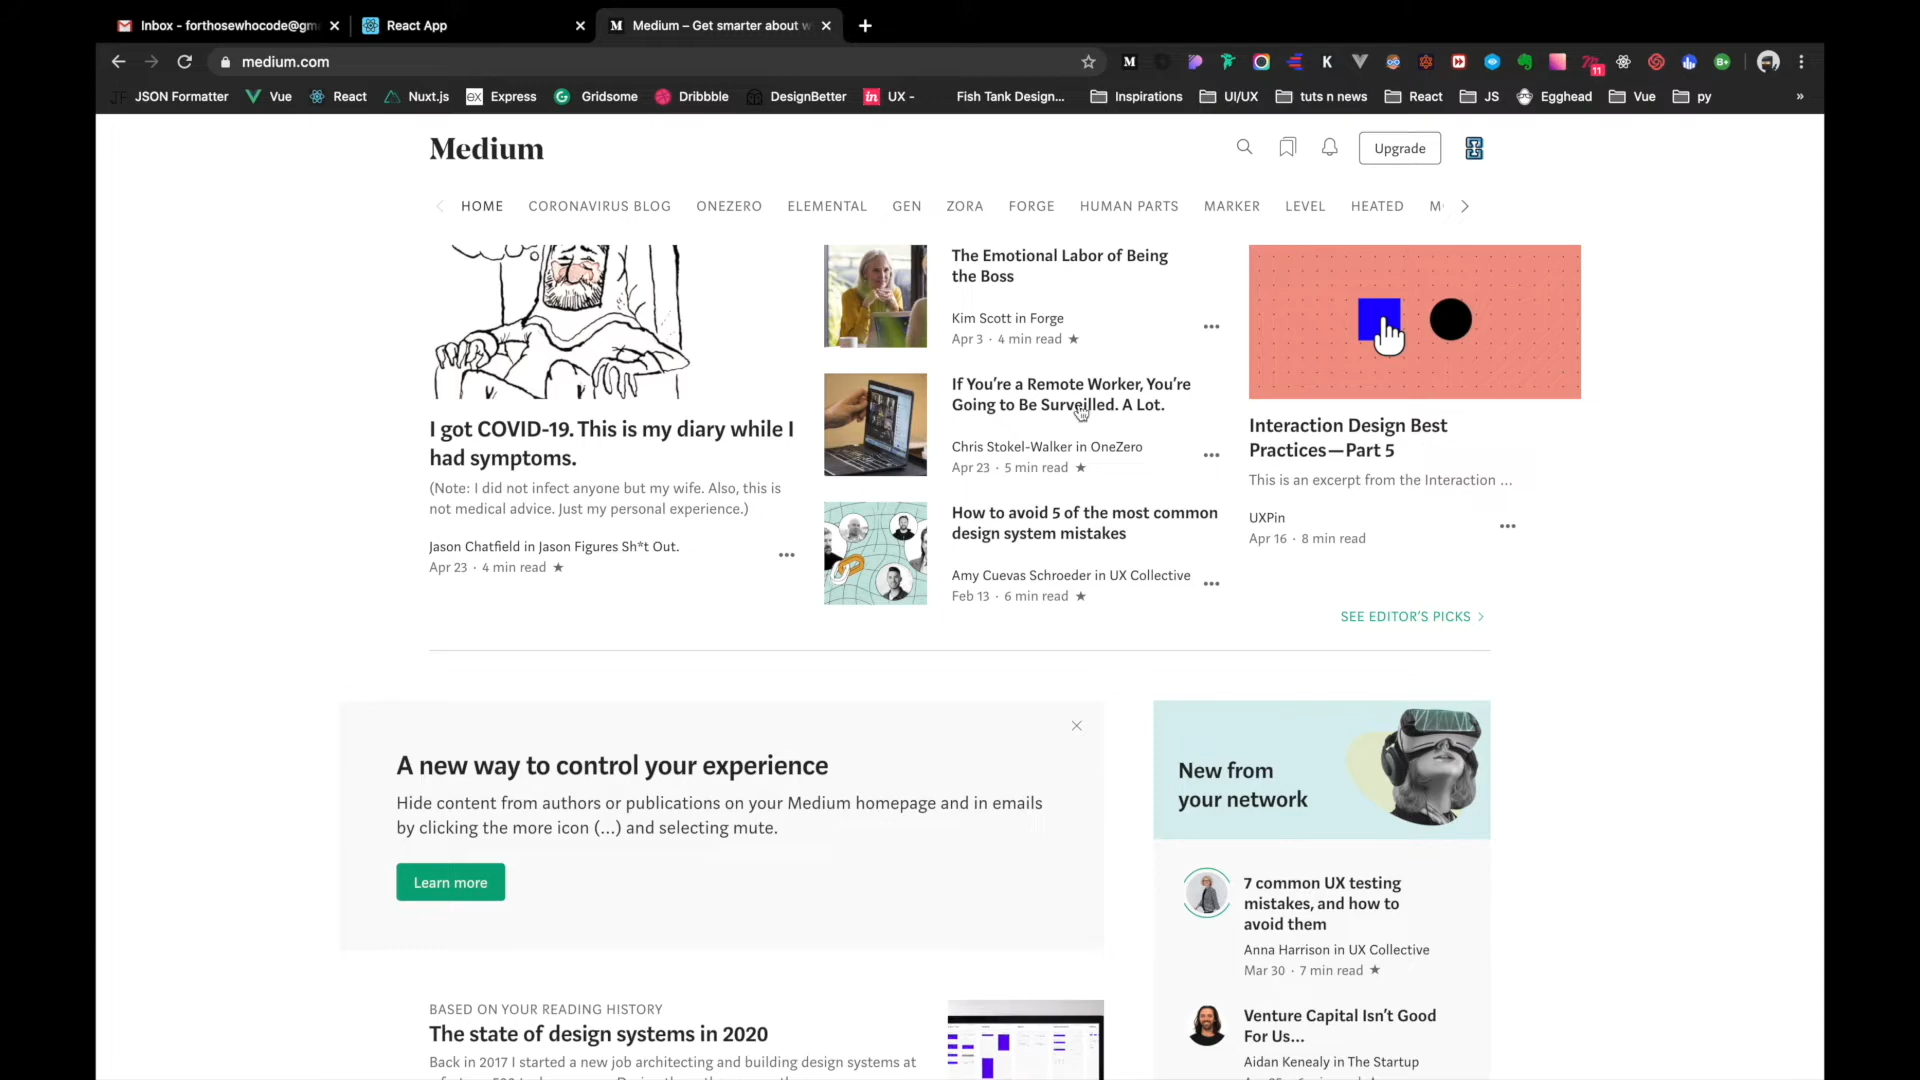 Inbox - forthosewhocode@gm
React App
Medium – Get smarter about w
medium.com
K
11
B+
JSON Formatter
Vue
React
Nuxt.js
Express
Gridsome
Dribbble
DesignBetter
in
UX -
Fish Tank Design...
Inspirations
UI/UX
tuts n news
React
JS
Egghead
Vue
py
»
Medium
Upgrade
HOME
CORONAVIRUS BLOG
ONEZERO
ELEMENTAL
GEN
ZORA
FORGE
HUMAN PARTS
MARKER
LEVEL
HEATED
M
I got COVID-19. This is my diary while I
had symptoms.
(Note: I did not infect anyone but my wife. Also, this is
not medical advice. Just my personal experience.)
Jason Chatfield in Jason Figures Sh*t Out.
Apr 23 · 4 min read ★
The Emotional Labor of Being
the Boss
Kim Scott in Forge
Apr 3 · 4 min read ★
If You’re a Remote Worker, You’re
Going to Be Surveilled. A Lot.
Chris Stokel-Walker in OneZero
Apr 23 · 5 min read ★
How to avoid 5 of the most common
design system mistakes
Amy Cuevas Schroeder in UX Collective
Feb 13 · 6 min read ★
Interaction Design Best
Practices — Part 5
This is an excerpt from the Interaction ...
UXPin
Apr 16 · 8 min read
SEE EDITOR’S PICKS
A new way to control your experience
Hide content from authors or publications on your Medium homepage and in emails
by clicking the more icon (...) and selecting mute.
Learn more
New from
your network
7 common UX testing
mistakes, and how to
avoid them
Anna Harrison in UX Collective
Mar 30 · 7 min read ★
Venture Capital Isn’t Good
For Us...
Aidan Kenealy in The Startup
BASED ON YOUR READING HISTORY
The state of design systems in 2020
Back in 2017 I started a new job architecting and building design systems at